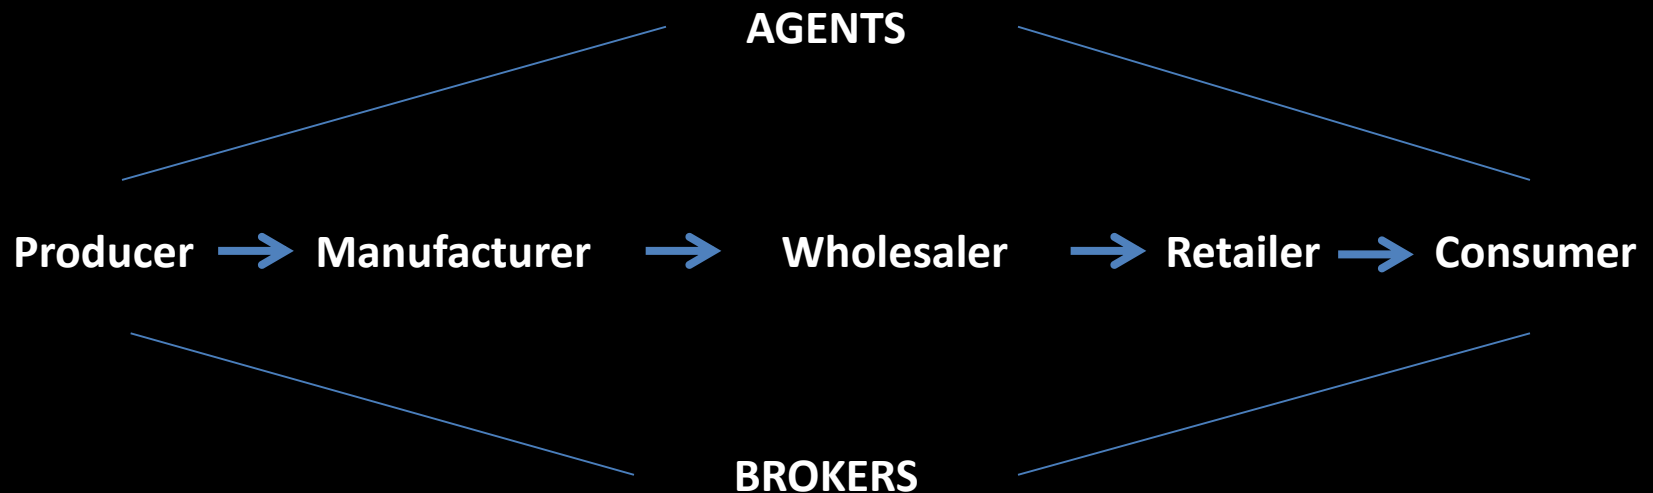 AGENTS
Producer Manufacturer Wholesaler Retailer Consumer
BROKERS